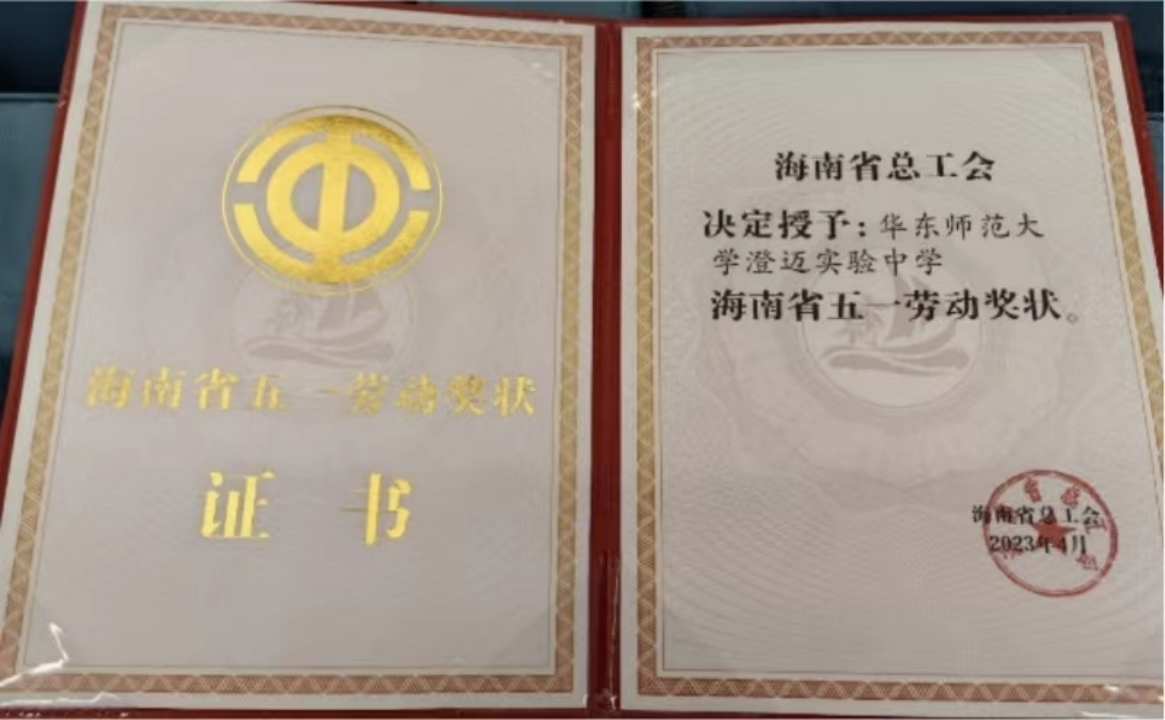 海南省五一劳动奖状
证书
海南省总工会
决定授予：华东师范大
学澄迈实验中学
海南省五一劳动奖状。
海南省总工会
2023年4月